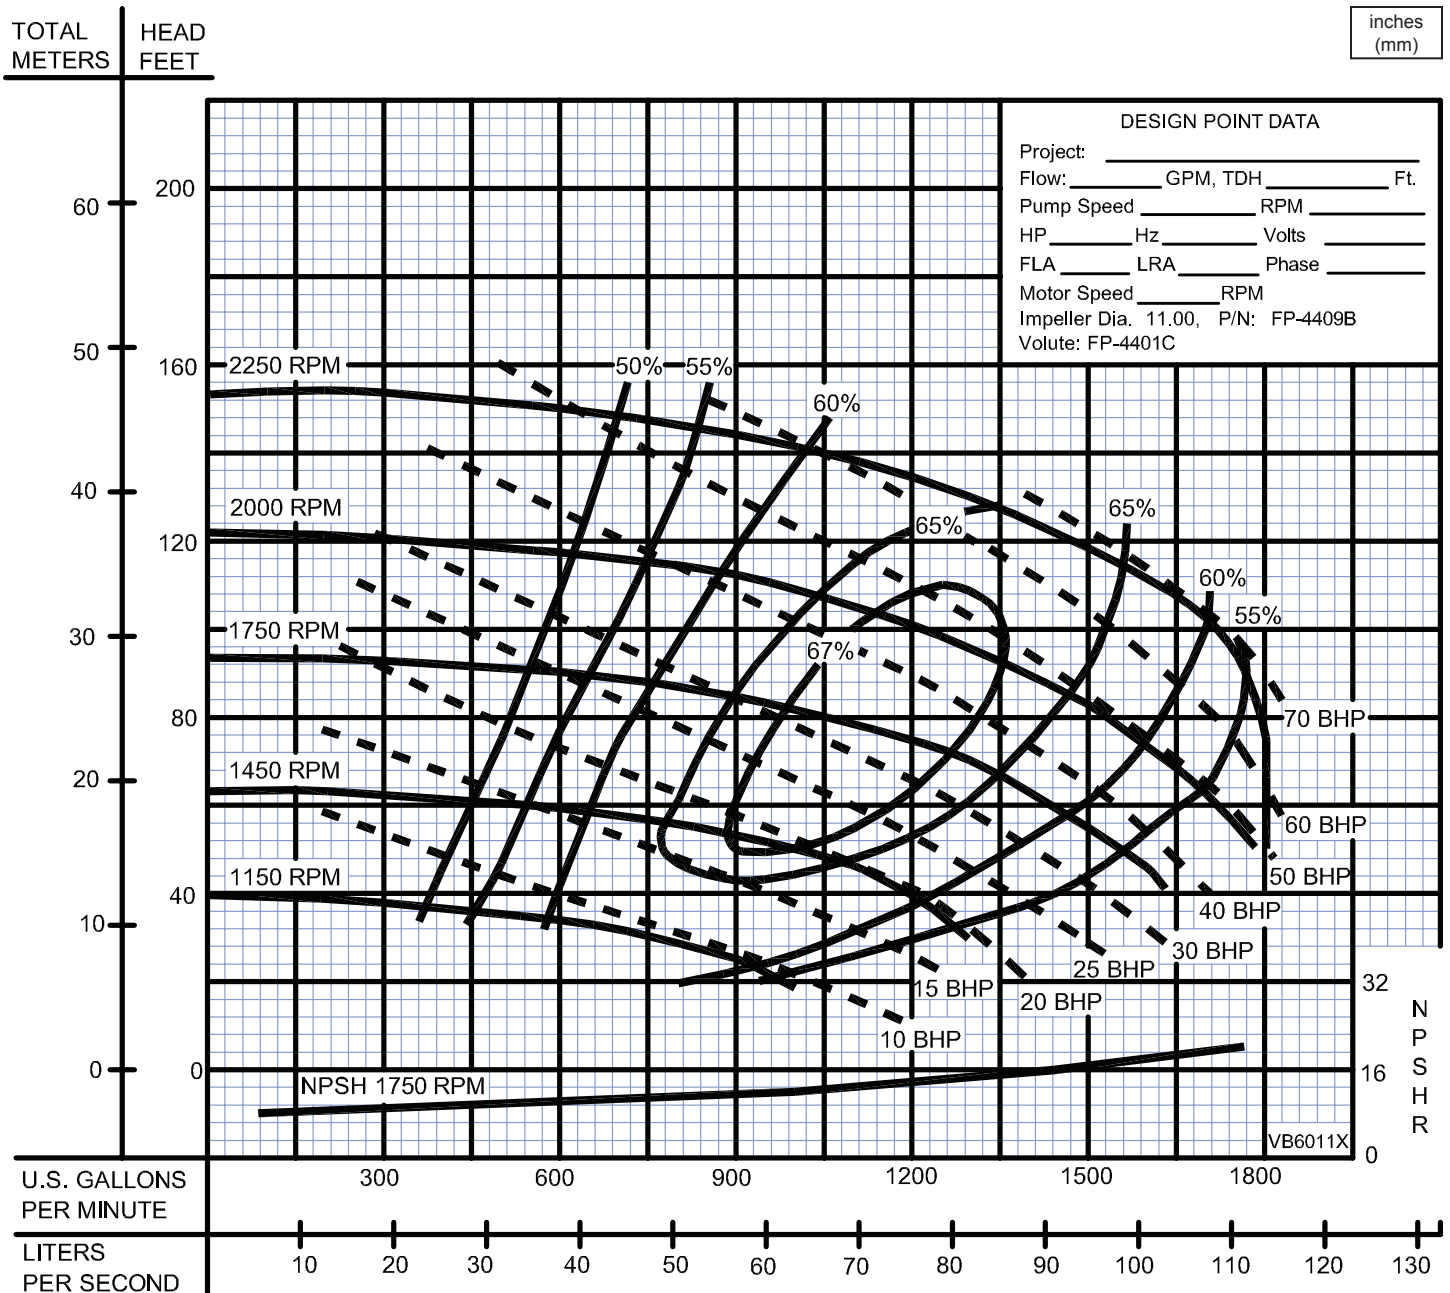 TOTAL HEAD
METERS FEET
inches
(mm)
DESIGN POINT DATA
Project:
Flow: GPM, TDH Ft.
Pump Speed RPM
HP Hz Volts
FLA LRA Phase
Motor Speed RPM
Impeller Dia. 11.00, P/N: FP-4409B
Volute: FP-4401C
200
60
50
160
2250 RPM
50%
55%
60%
40
2000 RPM
120
65%
65%
60%
55%
30
1750 RPM
67%
80
70 BHP
20
1450 RPM
60 BHP
50 BHP
40
1150 RPM
40 BHP
10
30 BHP
25 BHP
15 BHP
20 BHP
32
10 BHP
0
0
NPSH 1750 RPM
16
NPSHR
VB6011X
0
U.S. GALLONS
PER MINUTE
300 600 900 1200 1500 1800
LITERS
PER SECOND
10 20 30 40 50 60 70 80 90 100 110 120 130